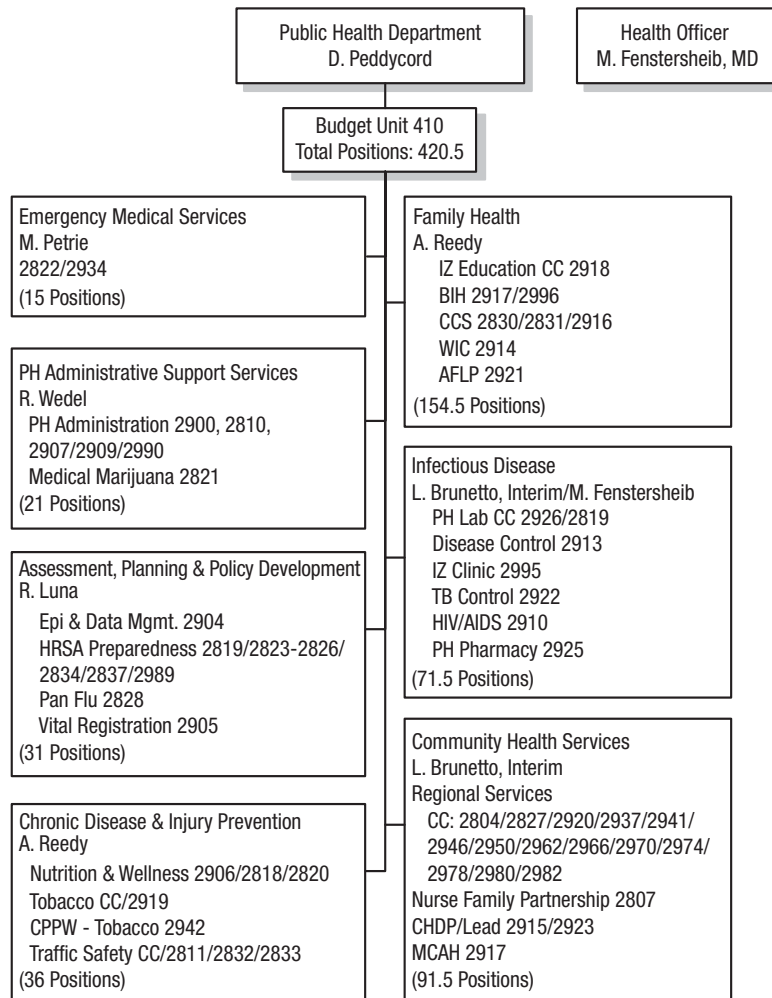 Public Health Department
D. Peddycord
Health Officer
M. Fenstersheib, MD
Budget Unit 410
Total Positions: 420.5
Emergency Medical Services
M. Petrie
2822/2934
(15 Positions)
PH Administrative Support Services
R. Wedel
PH Administration 2900, 2810,
2907/2909/2990
Medical Marijuana 2821
(21 Positions)
Assessment, Planning & Policy Development
R. Luna
Epi & Data Mgmt. 2904
HRSA Preparedness 2819/2823-2826/
2834/2837/2989
Pan Flu 2828
Vital Registration 2905
(31 Positions)
Chronic Disease & Injury Prevention
A. Reedy
Nutrition & Wellness 2906/2818/2820
Tobacco CC/2919
CPPW - Tobacco 2942
Traffic Safety CC/2811/2832/2833
(36 Positions)
Family Health
A. Reedy
IZ Education CC 2918
BIH 2917/2996
CCS 2830/2831/2916
WIC 2914
AFLP 2921
(154.5 Positions)
Infectious Disease
L. Brunetto, Interim/M. Fenstersheib
PH Lab CC 2926/2819
Disease Control 2913
IZ Clinic 2995
TB Control 2922
HIV/AIDS 2910
PH Pharmacy 2925
(71.5 Positions)
Community Health Services
L. Brunetto, Interim
Regional Services
CC: 2804/2827/2920/2937/2941/
2946/2950/2962/2966/2970/2974/
2978/2980/2982
Nurse Family Partnership 2807
CHDP/Lead 2915/2923
MCAH 2917
(91.5 Positions)